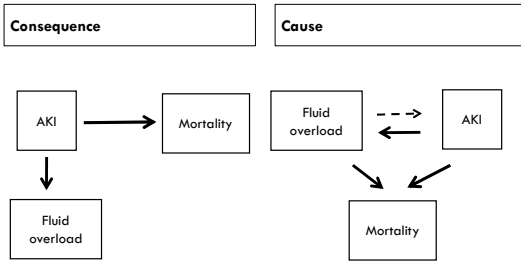 Consequence
AKI
Mortality
Fluid
overload
Cause
Fluid
overload
AKI
Mortality